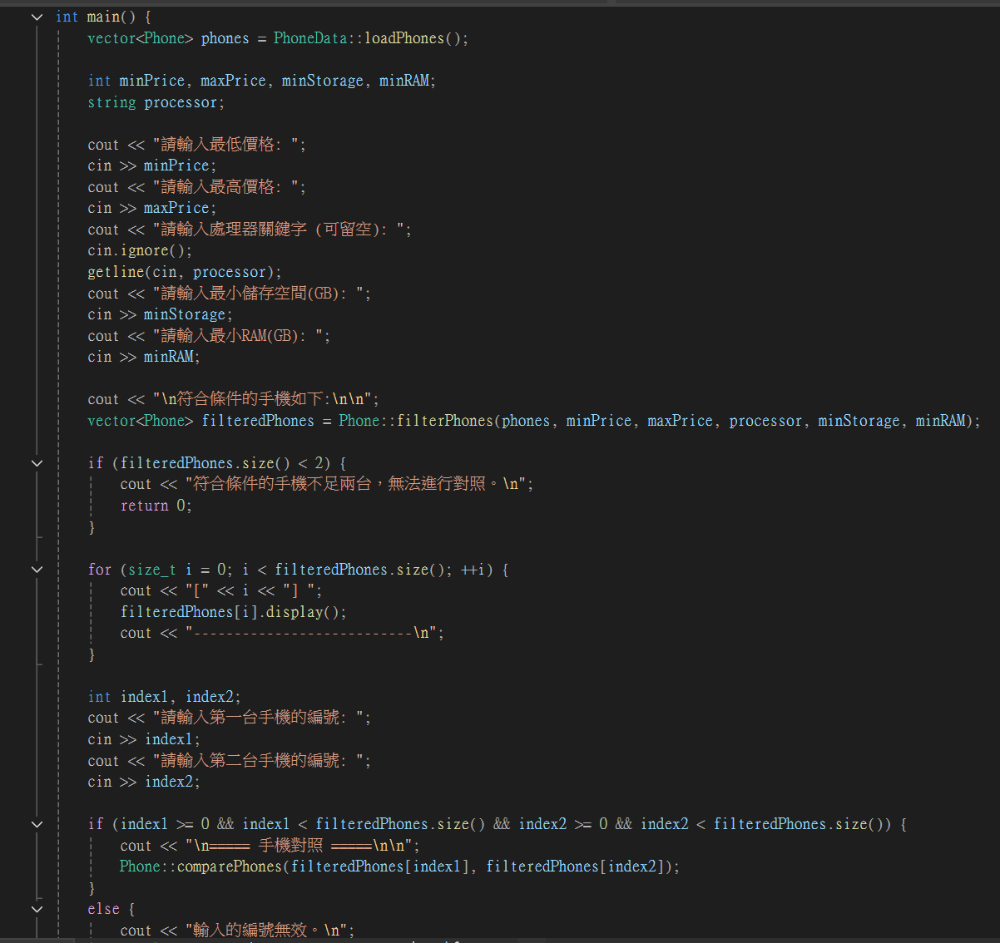 int main() {
vector<Phone> phones = PhoneData::loadPhones();
int minPrice, maxPrice, minStorage, minRAM;
string processor;
cout << "請輸入最低價格: ";
cin >> minPrice;
cout << "請輸入最高價格: ";
cin >> maxPrice;
cout << "請輸入處理器關鍵字 (可留空): ";
cin.ignore();
getline(cin, processor);
cout << "請輸入最小儲存空間(GB): ";
cin >> minStorage;
cout << "請輸入最小RAM(GB): ";
cin >> minRAM;
cout << "\n符合條件的手機如下:\n\n";
vector<Phone> filteredPhones = Phone::filterPhones(phones, minPrice, maxPrice, processor, minStorage, minRAM);
if (filteredPhones.size() < 2) {
cout << "符合條件的手機不足兩台，無法進行對照。\n";
return 0;
}
for (size_t i = 0; i < filteredPhones.size(); ++i) {
cout << "[" << i << "] ";
filteredPhones[i].display();
cout << "---------------------------\n";
}
int index1, index2;
cout << "請輸入第一台手機的編號: ";
cin >> index1;
cout << "請輸入第二台手機的編號: ";
cin >> index2;
if (index1 >= 0 && index1 < filteredPhones.size() && index2 >= 0 && index2 < filteredPhones.size()) {
cout << "\n===== 手機對照 =====\n\n";
Phone::comparePhones(filteredPhones[index1], filteredPhones[index2]);
}
else {
cout << "輸入的編號無效。\n";